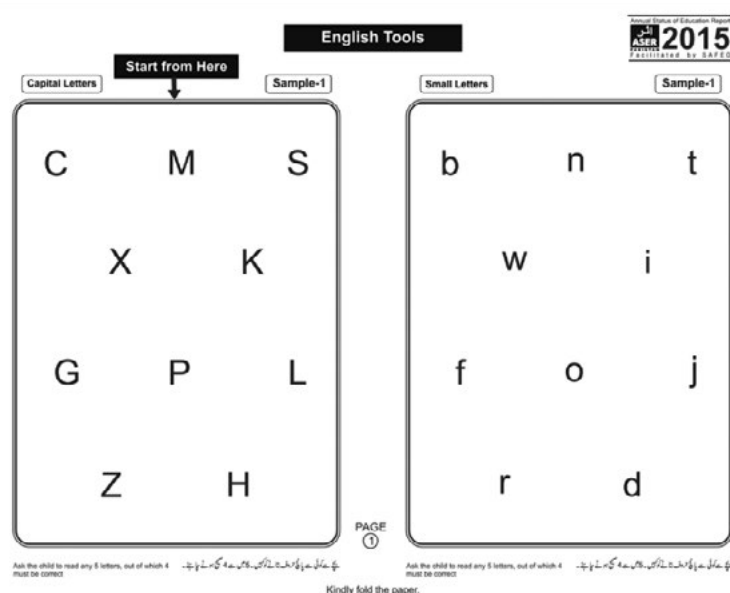 English Tools
Annual Status of Education Report
ASER
PAKISTAN
2015
Facilitated by SAFED
Start from Here
Capital Letters
Sample-1
C M S
X K
G P L
Z H
Ask the child to read any 5 letters, out of which 4
must be correct
Small Letters
Sample-1
b n t
w i
f o j
r d
Ask the child to read any 5 letters, out of which 4
must be correct
PAGE
1
Kindly fold the paper.